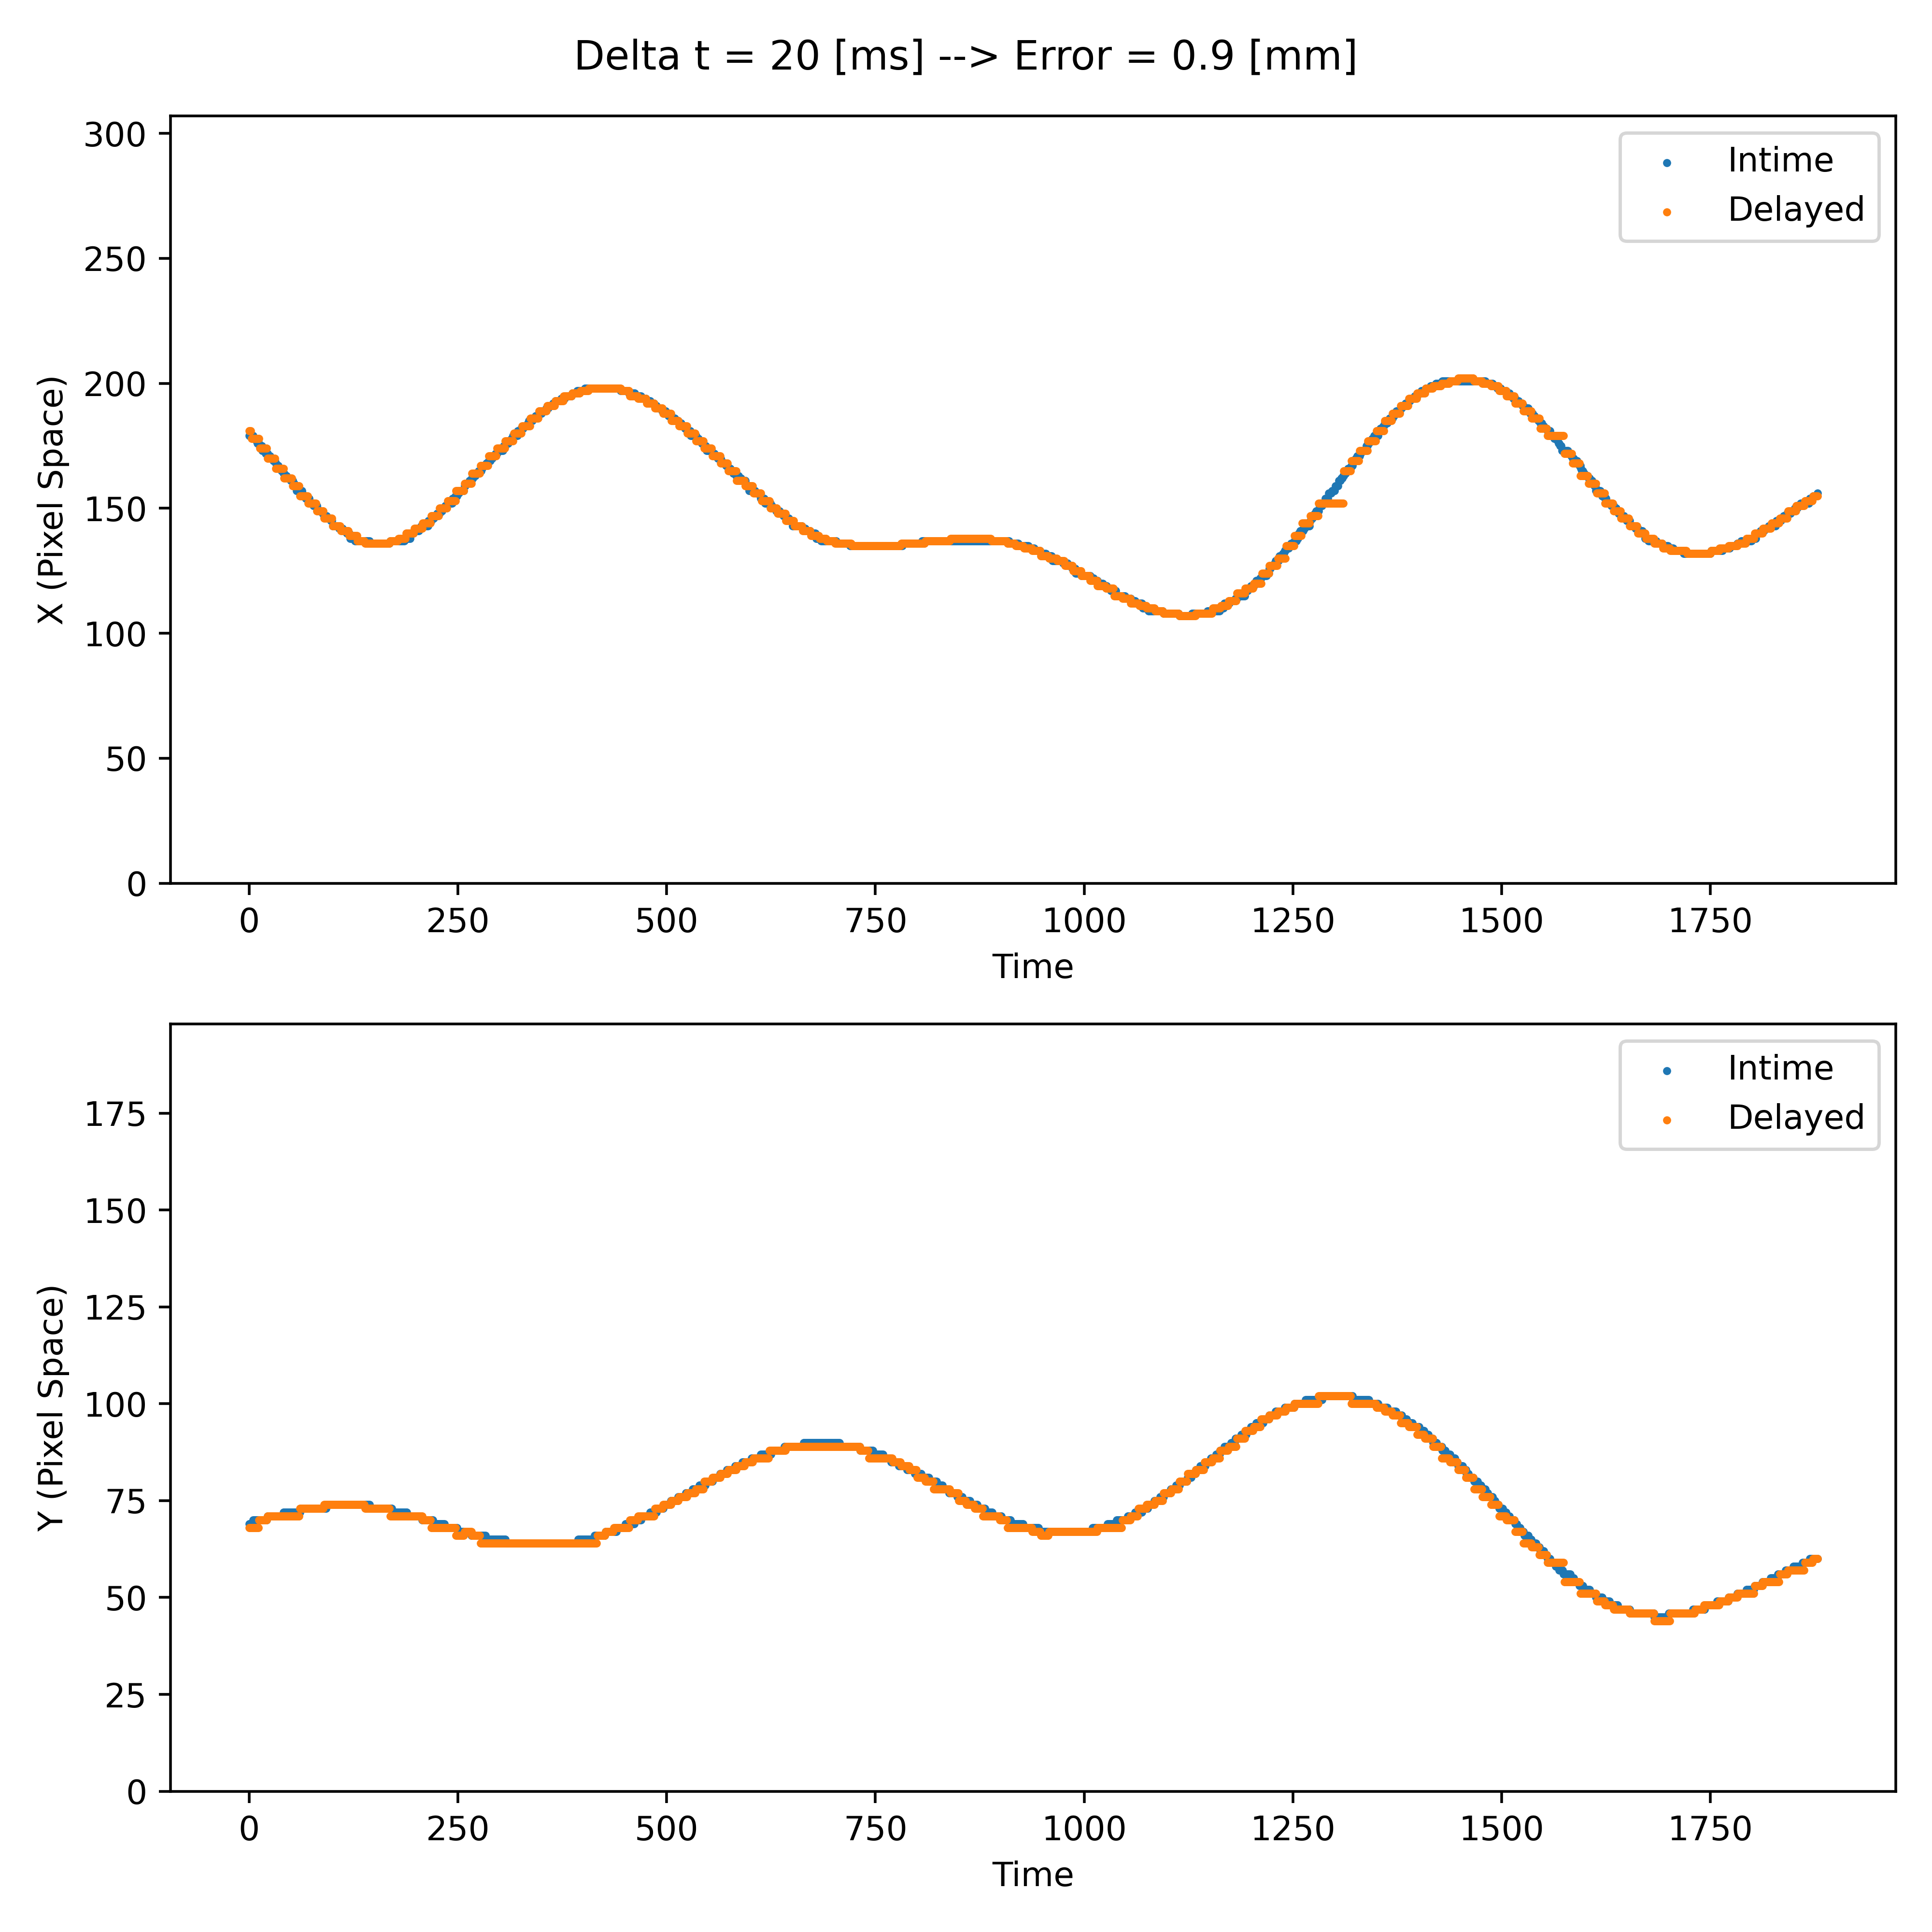 Delta t = 20 [ms] --> Error = 0.9 [mm]
300
250
200
150
100
50
0
X (Pixel Space)
Intime
Delayed
0 250 500 750 1000 1250 1500 1750
Time
175
150
125
100
75
50
25
0
Y (Pixel Space)
Intime
Delayed
0 250 500 750 1000 1250 1500 1750
Time